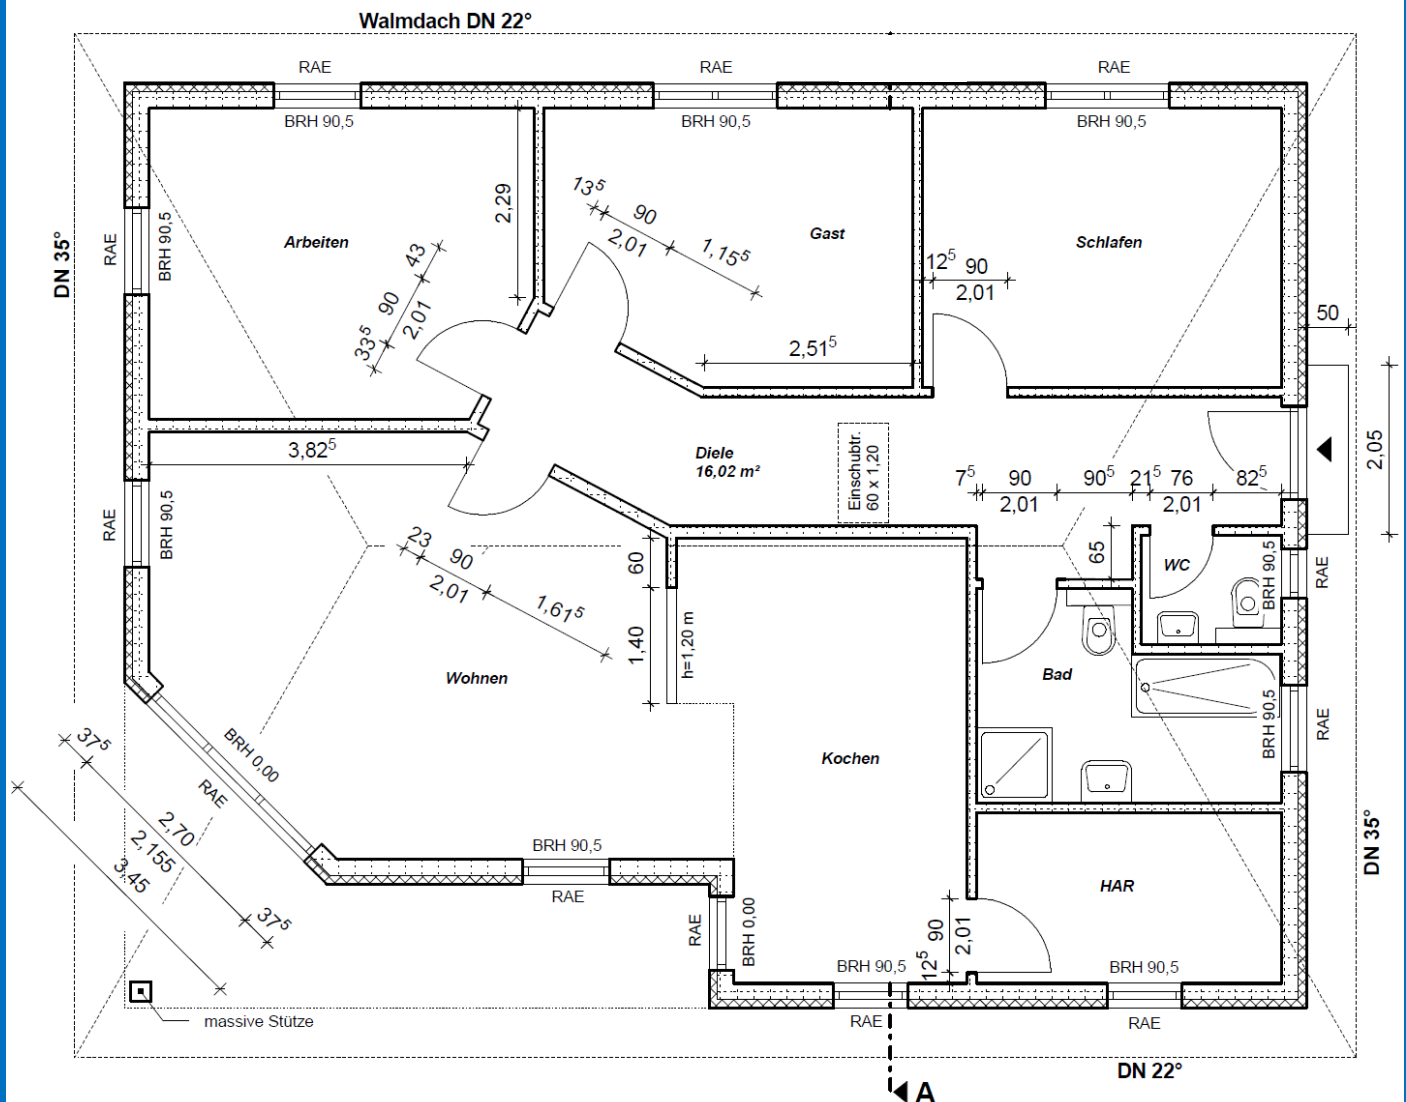 Walmdach DN 22°
RAE
RAE
RAE
BRH 90,5
BRH 90,5
BRH 90,5
DN 35°
RAE
BRH 90,5
Arbeiten
2,29
43
90
2,01
33⁵
13⁵
90
2,01
1,15⁵
Gast
2,51⁵
Schlafen
12⁵
90
2,01
50
2,05
3,82⁵
Diele
16,02 m²
Einschubtr.
60 x 1,20
7⁵
90
2,01
90⁵
21⁵
76
2,01
82⁵
RAE
BRH 90,5
23
90
2,01
1,61⁵
60
1,40
h=1,20 m
65
WC
BRH 90,5
RAE
Wohnen
Bad
BRH 90,5
RAE
Kochen
BRH 0,00
RAE
37⁵
2,70
2,155
3,45
37⁵
BRH 90,5
RAE
RAE
BRH 0,00
HAR
90
2,01
12⁵
BRH 90,5
RAE
BRH 90,5
RAE
DN 35°
massive Stütze
DN 22°
A